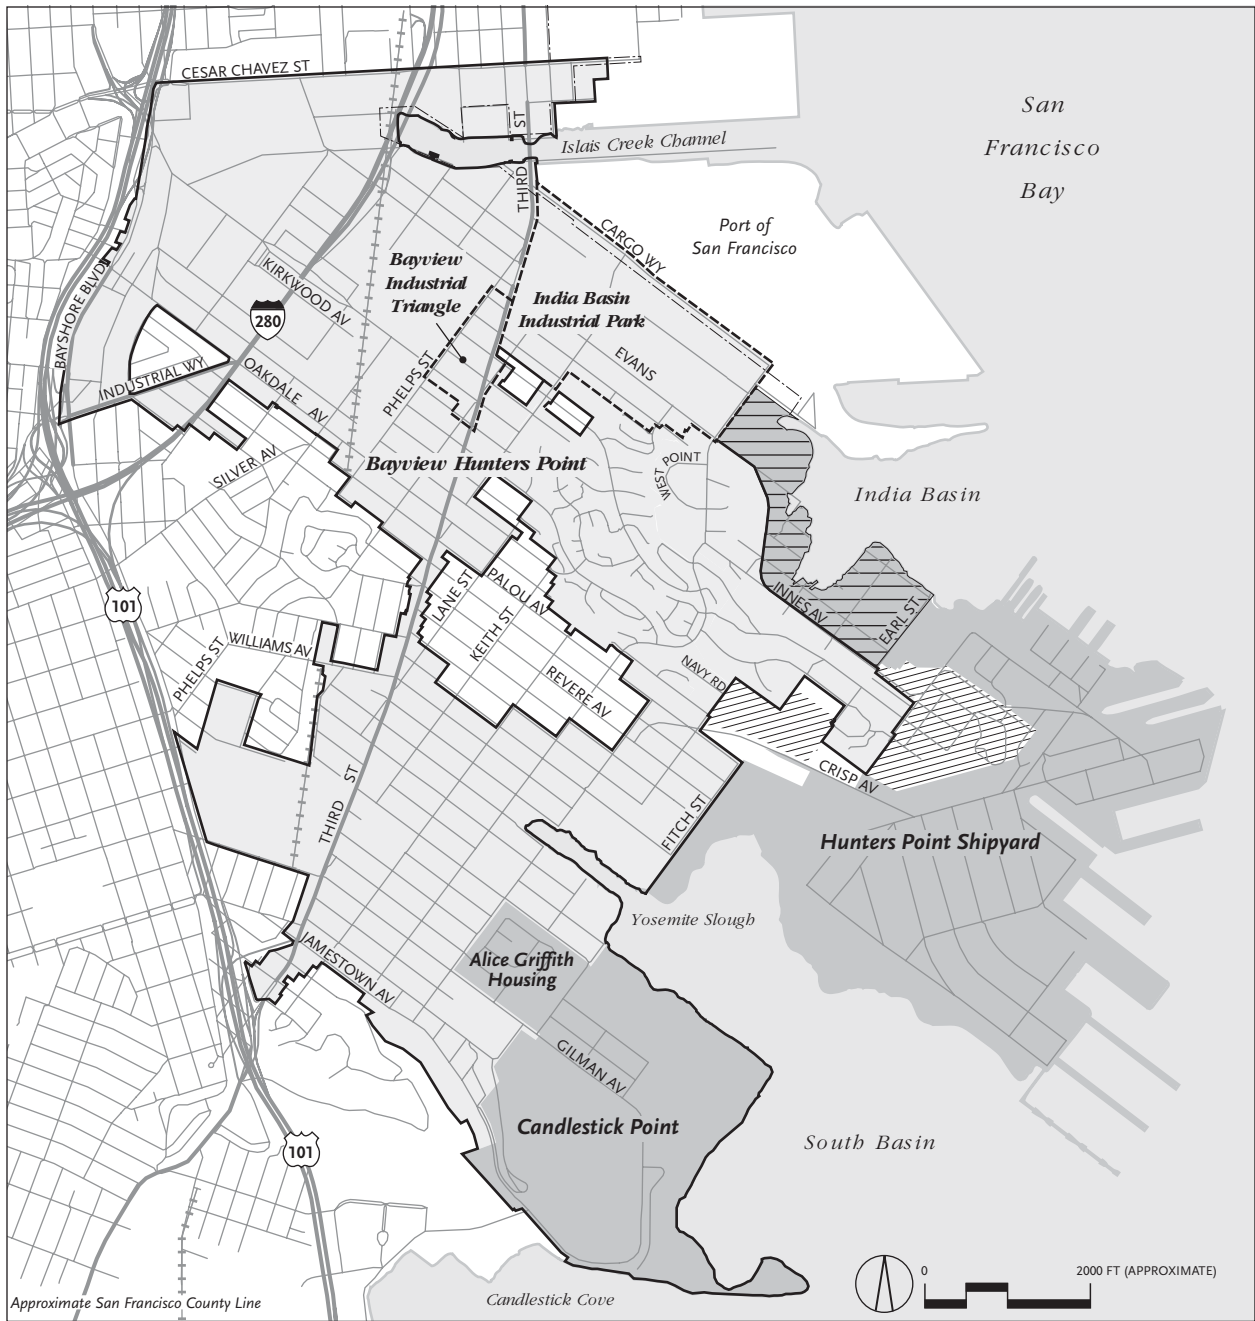 CESAR CHAVEZ ST
San
Francisco
Bay
THIRD ST
Islais Creek Channel
Port of
San Francisco
CARGO WY
BAYSHORE BLVD
KIRKWOOD AV
280
Bayview
Industrial
Triangle
India Basin
Industrial Park
EVANS
INDUSTRIAL WY
OAKDALE AV
PHELPS ST
SILVER AV
Bayview Hunters Point
WEST POINT
India Basin
101
LANE ST
PALOU AV
KEITH ST
INNES AV
EARL ST
PHELPS ST
WILLIAMS AV
REVERE AV
NAVY RD
CRISP AV
THIRD ST
FITCH ST
Hunters Point Shipyard
Yosemite Slough
JAMESTOWN AV
Alice Griffith
Housing
GILMAN AV
Candlestick Point
South Basin
101
0
2000 FT (APPROXIMATE)
Approximate San Francisco County Line
Candlestick Cove